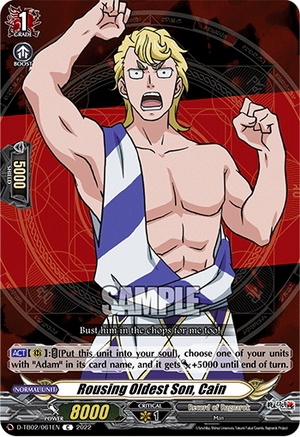 1
GRADE
BOOST
5000
SHIELD
SAMPLE
Bust him in the chops for me too!
ACT [R]: [Put this unit into your soul], choose one of your units
with "Adam" in its card name, and it gets +5000 until end of turn.
NORMAL UNIT
Rousing Oldest Son, Cain
D-TB02/061EN C 2022
POWER 8000
CRITICAL
1
Record of Ragnarok
Man